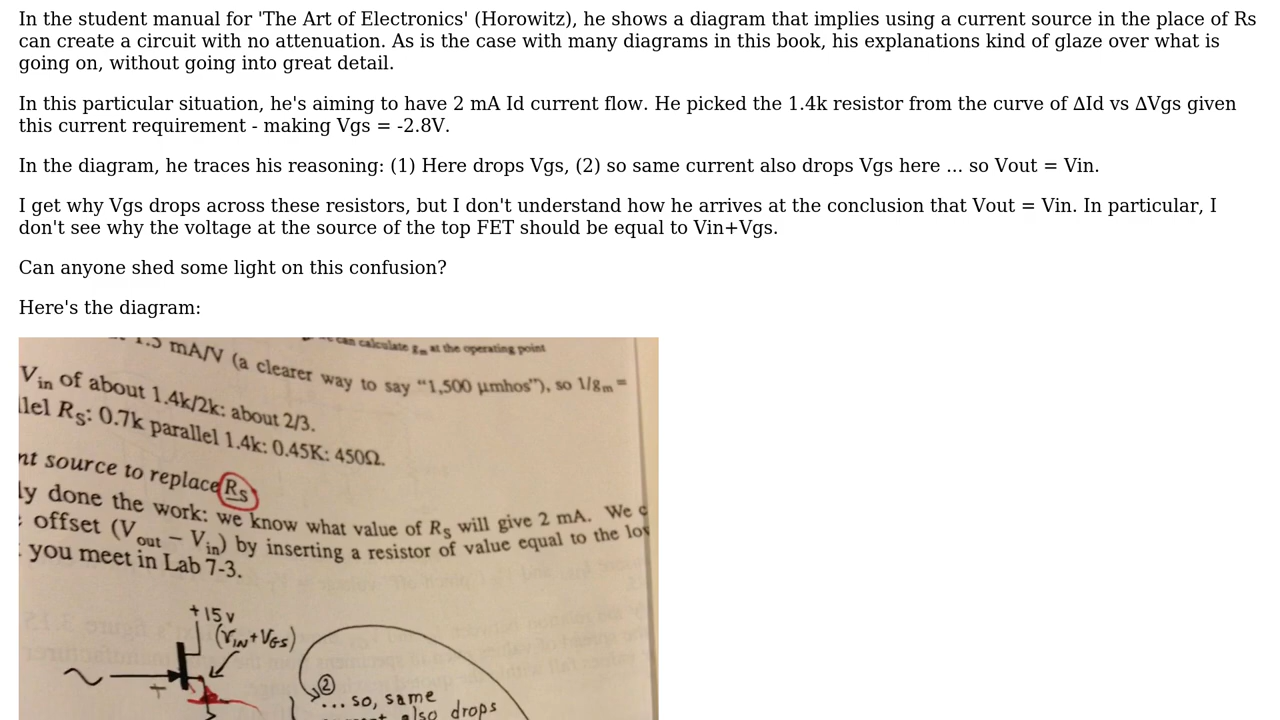 In the student manual for 'The Art of Electronics' (Horowitz), he shows a diagram that implies using a current source in the place of Rs
can create a circuit with no attenuation. As is the case with many diagrams in this book, his explanations kind of glaze over what is
going on, without going into great detail.
In this particular situation, he's aiming to have 2 mA Id current flow. He picked the 1.4k resistor from the curve of ΔId vs ΔVgs given
this current requirement - making Vgs = -2.8V.
In the diagram, he traces his reasoning: (1) Here drops Vgs, (2) so same current also drops Vgs here ... so Vout = Vin.
I get why Vgs drops across these resistors, but I don't understand how he arrives at the conclusion that Vout = Vin. In particular, I
don't see why the voltage at the source of the top FET should be equal to Vin+Vgs.
Can anyone shed some light on this confusion?
Here's the diagram:
can calculate gm at the operating point
1.5 mA/V (a clearer way to say "1,500 µmhos"), so 1/gm =
Vin of about 1.4k/2k: about 2/3.
llel RS: 0.7k parallel 1.4k: 0.45K: 450Ω.
nt source to replace Rs
ly done the work: we know what value of RS will give 2 mA. We c
offset (Vout − Vin) by inserting a resistor of value equal to the lov
you meet in Lab 7-3.
+15V
(VIN+VGS)
+
②
... so, same
also drops